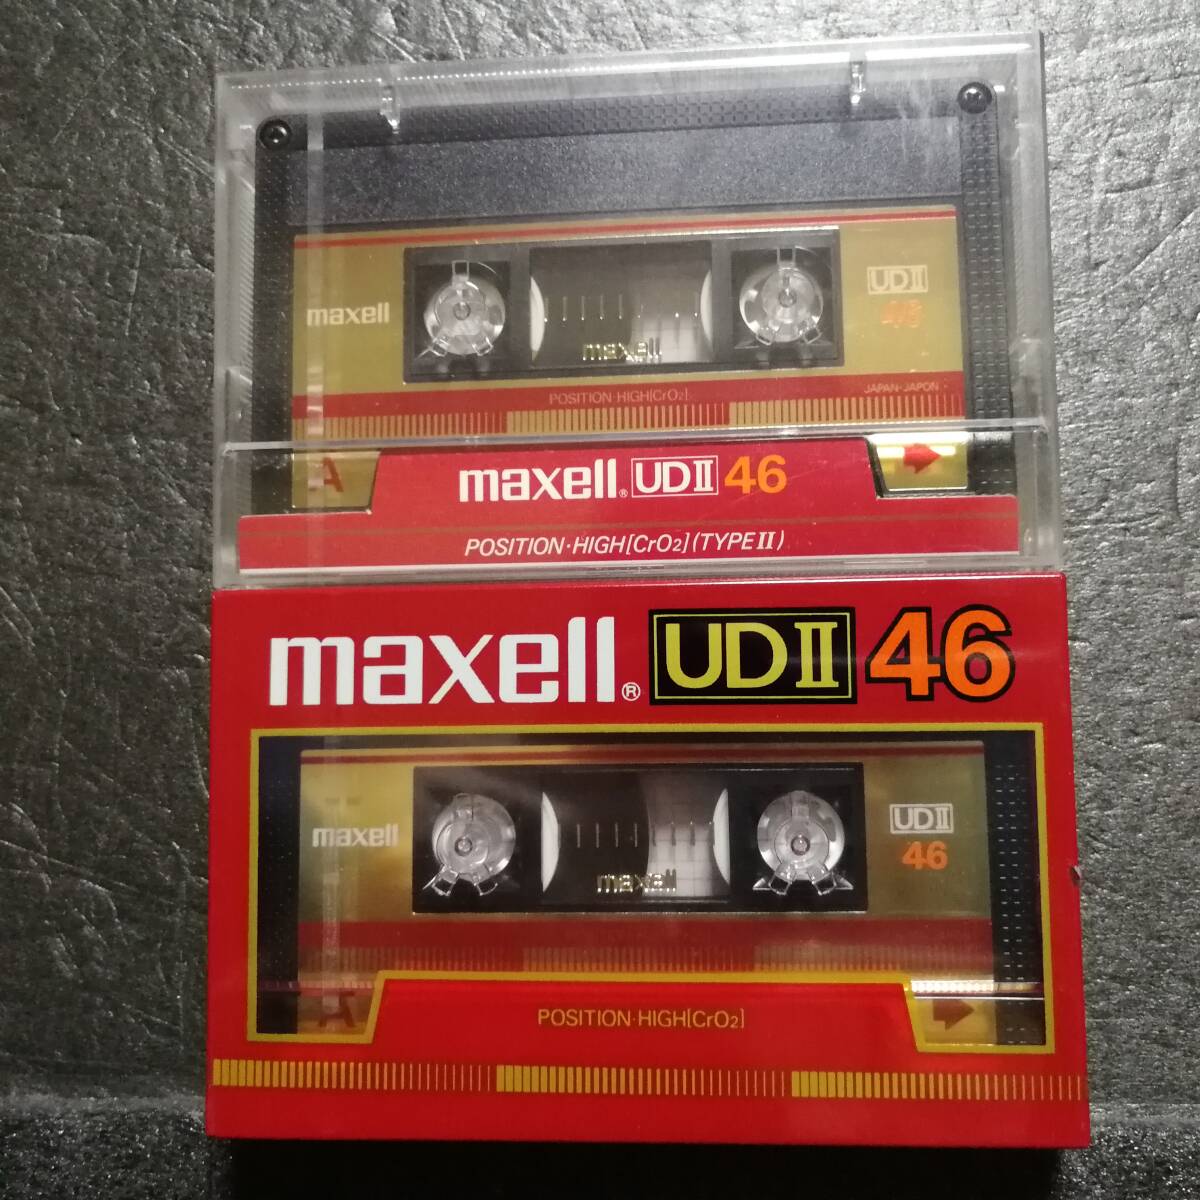 maxell
UDII
46
maxell
POSITION·HIGH[CrO2]
JAPAN·JAPON
A
maxell® UDII 46
POSITION·HIGH[CrO2](TYPEII)
maxell® UDII 46
maxell
UDII
46
maxell
A
POSITION·HIGH[CrO2]